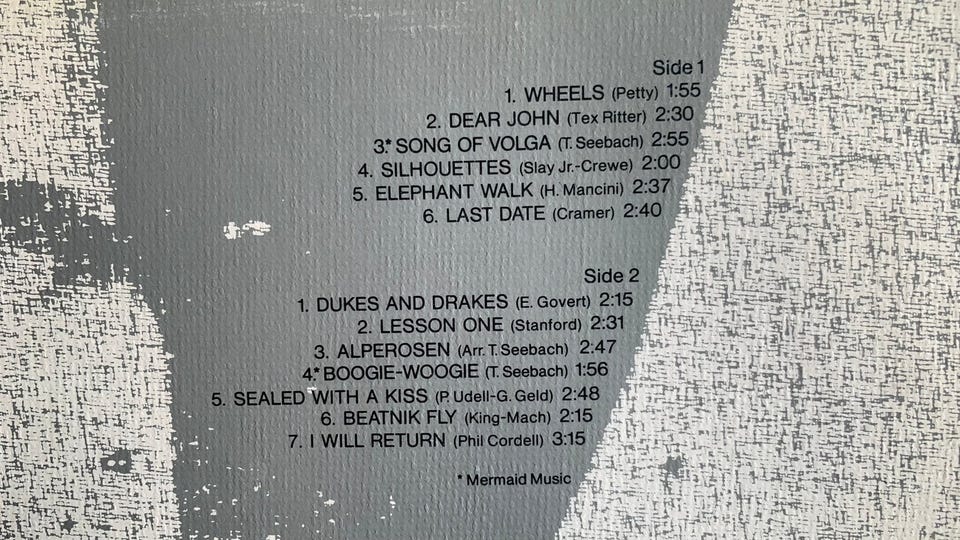 Side 1
1. WHEELS (Petty) 1:55
2. DEAR JOHN (Tex Ritter) 2:30
3.* SONG OF VOLGA (T. Seebach) 2:55
4. SILHOUETTES (Slay Jr.-Crewe) 2:00
5. ELEPHANT WALK (H. Mancini) 2:37
6. LAST DATE (Cramer) 2:40
Side 2
1. DUKES AND DRAKES (E. Govert) 2:15
2. LESSON ONE (Stanford) 2:31
3. ALPEROSEN (Arr. T. Seebach) 2:47
4.* BOOGIE-WOOGIE (T. Seebach) 1:56
5. SEALED WITH A KISS (P. Udell-G. Geld) 2:48
6. BEATNIK FLY (King-Mach) 2:15
7. I WILL RETURN (Phil Cordell) 3:15
* Mermaid Music